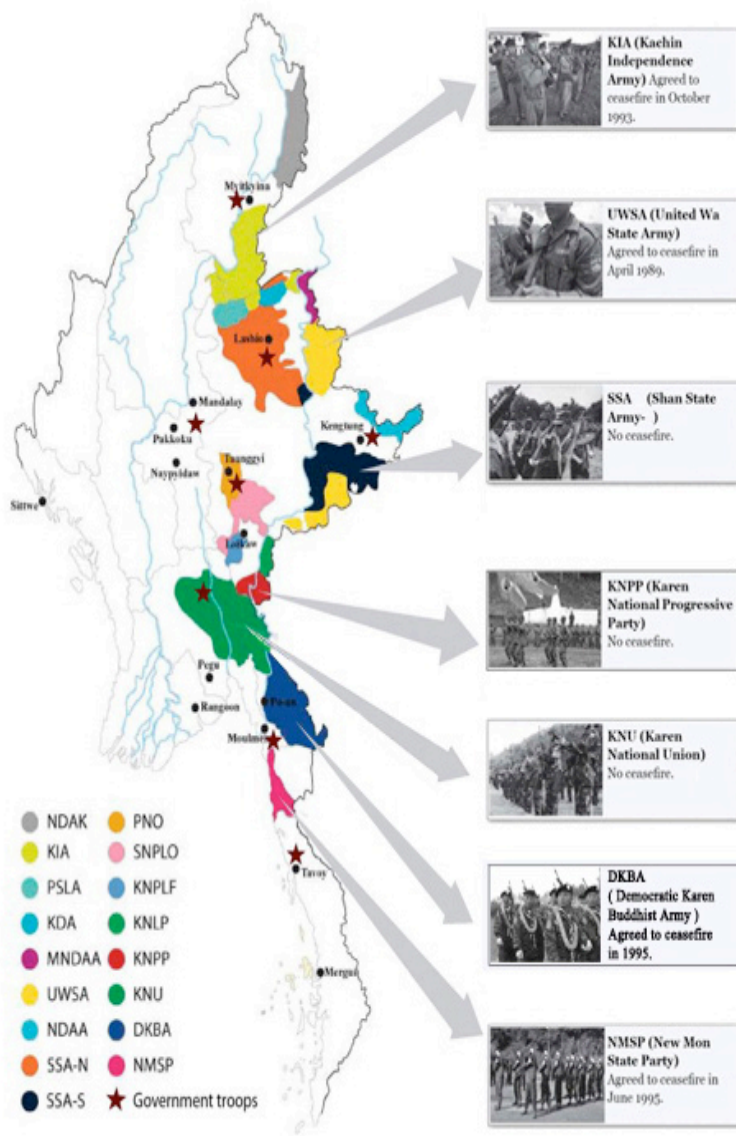 KIA (Kachin
Independence
Army) Agreed to
ceasefire in October
1993.
UWSA (United Wa
State Army)
Agreed to ceasefire in
April 1989.
SSA (Shan State
Army- )
No ceasefire.
KNPP (Karen
National Progressive
Party)
No ceasefire.
KNU (Karen
National Union)
No ceasefire.
DKBA
( Democratic Karen
Buddhist Army )
Agreed to ceasefire
in 1995.
NMSP (New Mon
State Party)
Agreed to ceasefire in
June 1995.
Myitkyina
Lashio
Mandalay
Pakkoku
Kengtung
Naypyidaw
Taunggyi
Sittwe
Loikaw
Pegu
Rangoon
Pa-an
Moulmei
Tavoy
Mergui
NDAK
KIA
PSLA
KDA
MNDAA
UWSA
NDAA
SSA-N
SSA-S
PNO
SNPLO
KNPLF
KNLP
KNPP
KNU
DKBA
NMSP
Government troops